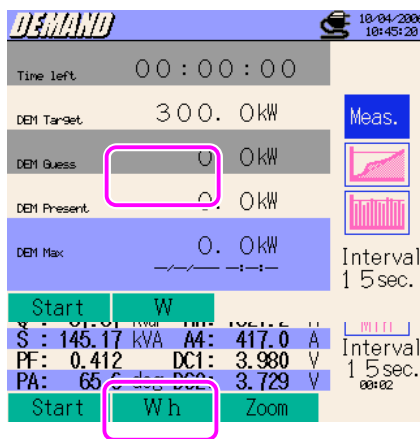 DEMAND
10/04/200
10:45:20
Time left 00:00:00
DEM Target 300. 0kW
Meas.
DEM Guess 0 0kW
DEM Present 0. 0kW
DEM Max 0. 0kW
--/--/-- --:--:--
Interval
15sec.
Start W
S : 145.17 kVA A4: 417.0 A
PF: 0.412 DC1: 3.980 V
PA: 65 deg DC2: 3.729 V
Interval
15sec.
00:02
Start Wh Zoom